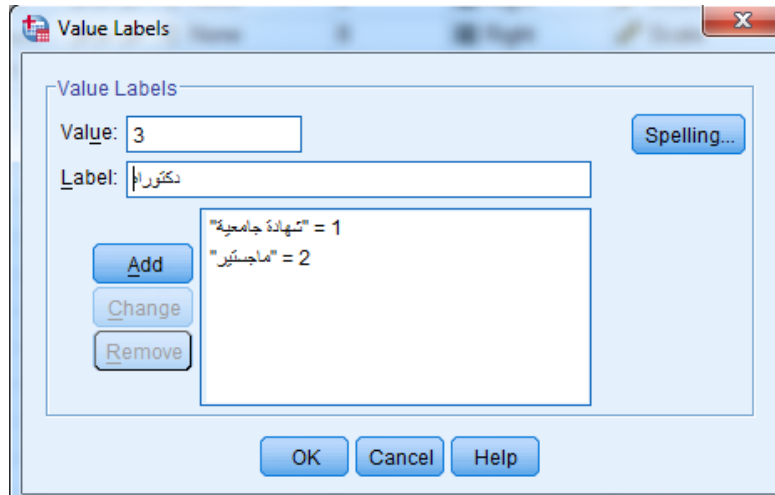 Value Labels
Value Labels
Value: 3
Spelling...
Label: دكتوراه
"شهادة جامعية" = 1
"ماجستير" = 2
Add
Change
Remove
OK Cancel Help